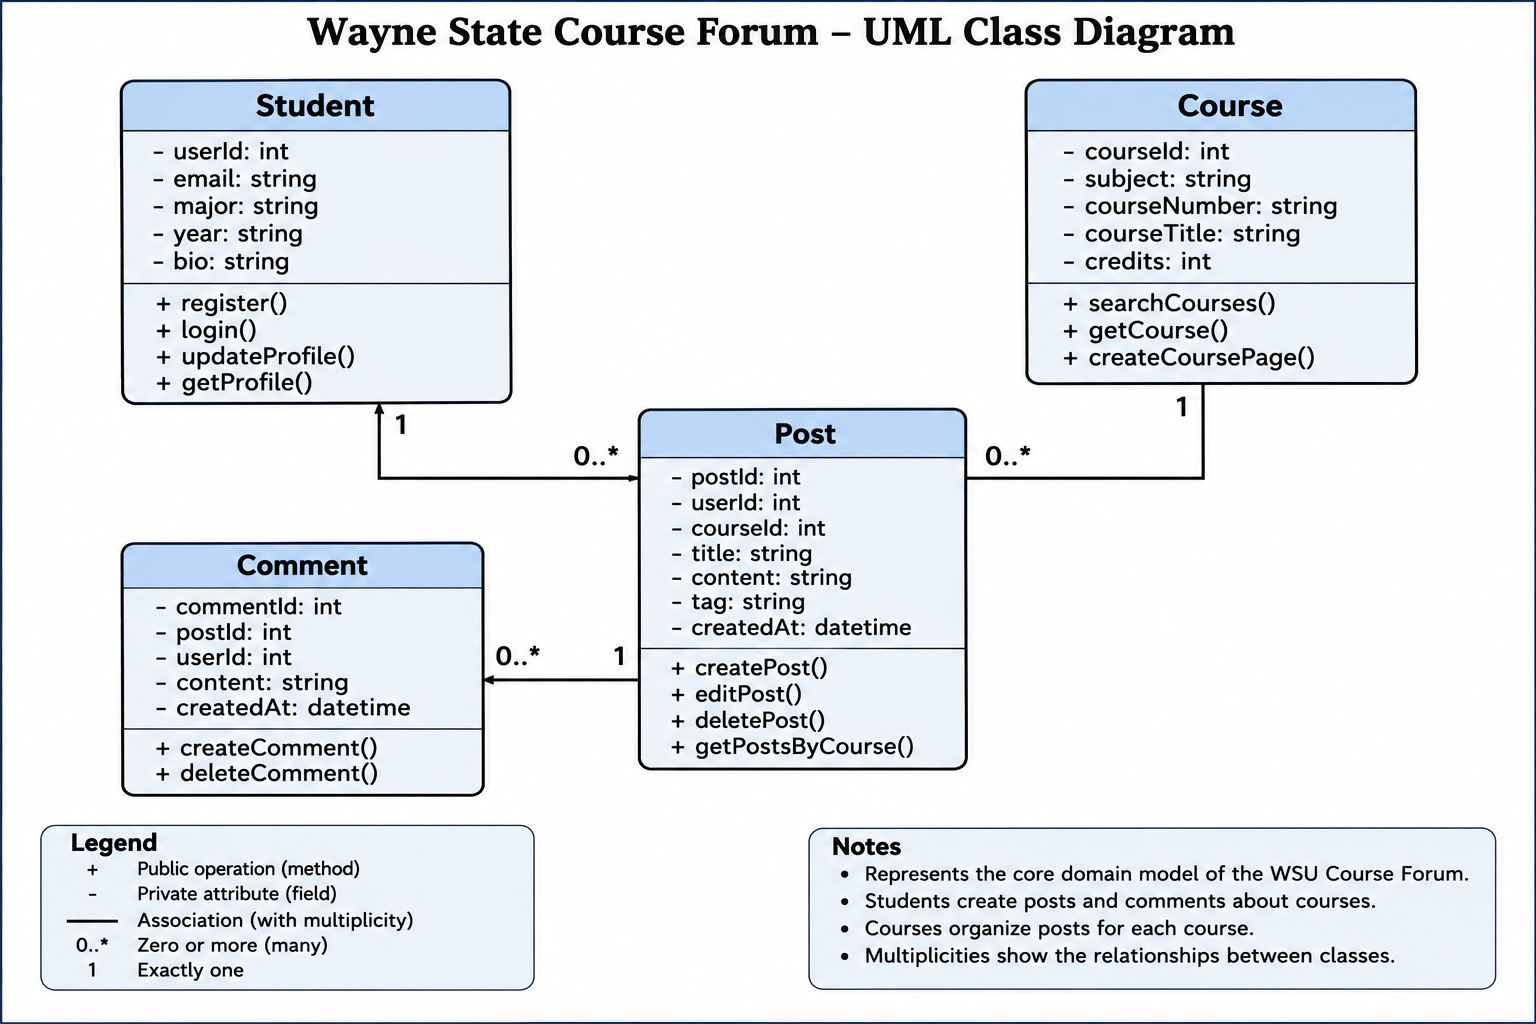 Wayne State Course Forum – UML Class Diagram
Student
- userId: int
- email: string
- major: string
- year: string
- bio: string
+ register()
+ login()
+ updateProfile()
+ getProfile()
Course
- courseId: int
- subject: string
- courseNumber: string
- courseTitle: string
- credits: int
+ searchCourses()
+ getCourse()
+ createCoursePage()
1
0..*
1
0..*
Post
- postId: int
- userId: int
- courseId: int
- title: string
- content: string
- tag: string
- createdAt: datetime
+ createPost()
+ editPost()
+ deletePost()
+ getPostsByCourse()
Comment
- commentId: int
- postId: int
- userId: int
- content: string
- createdAt: datetime
+ createComment()
+ deleteComment()
0..*
1
Legend
+ Public operation (method)
- Private attribute (field)
Association (with multiplicity)
0..* Zero or more (many)
1 Exactly one
Notes
• Represents the core domain model of the WSU Course Forum.
• Students create posts and comments about courses.
• Courses organize posts for each course.
• Multiplicities show the relationships between classes.